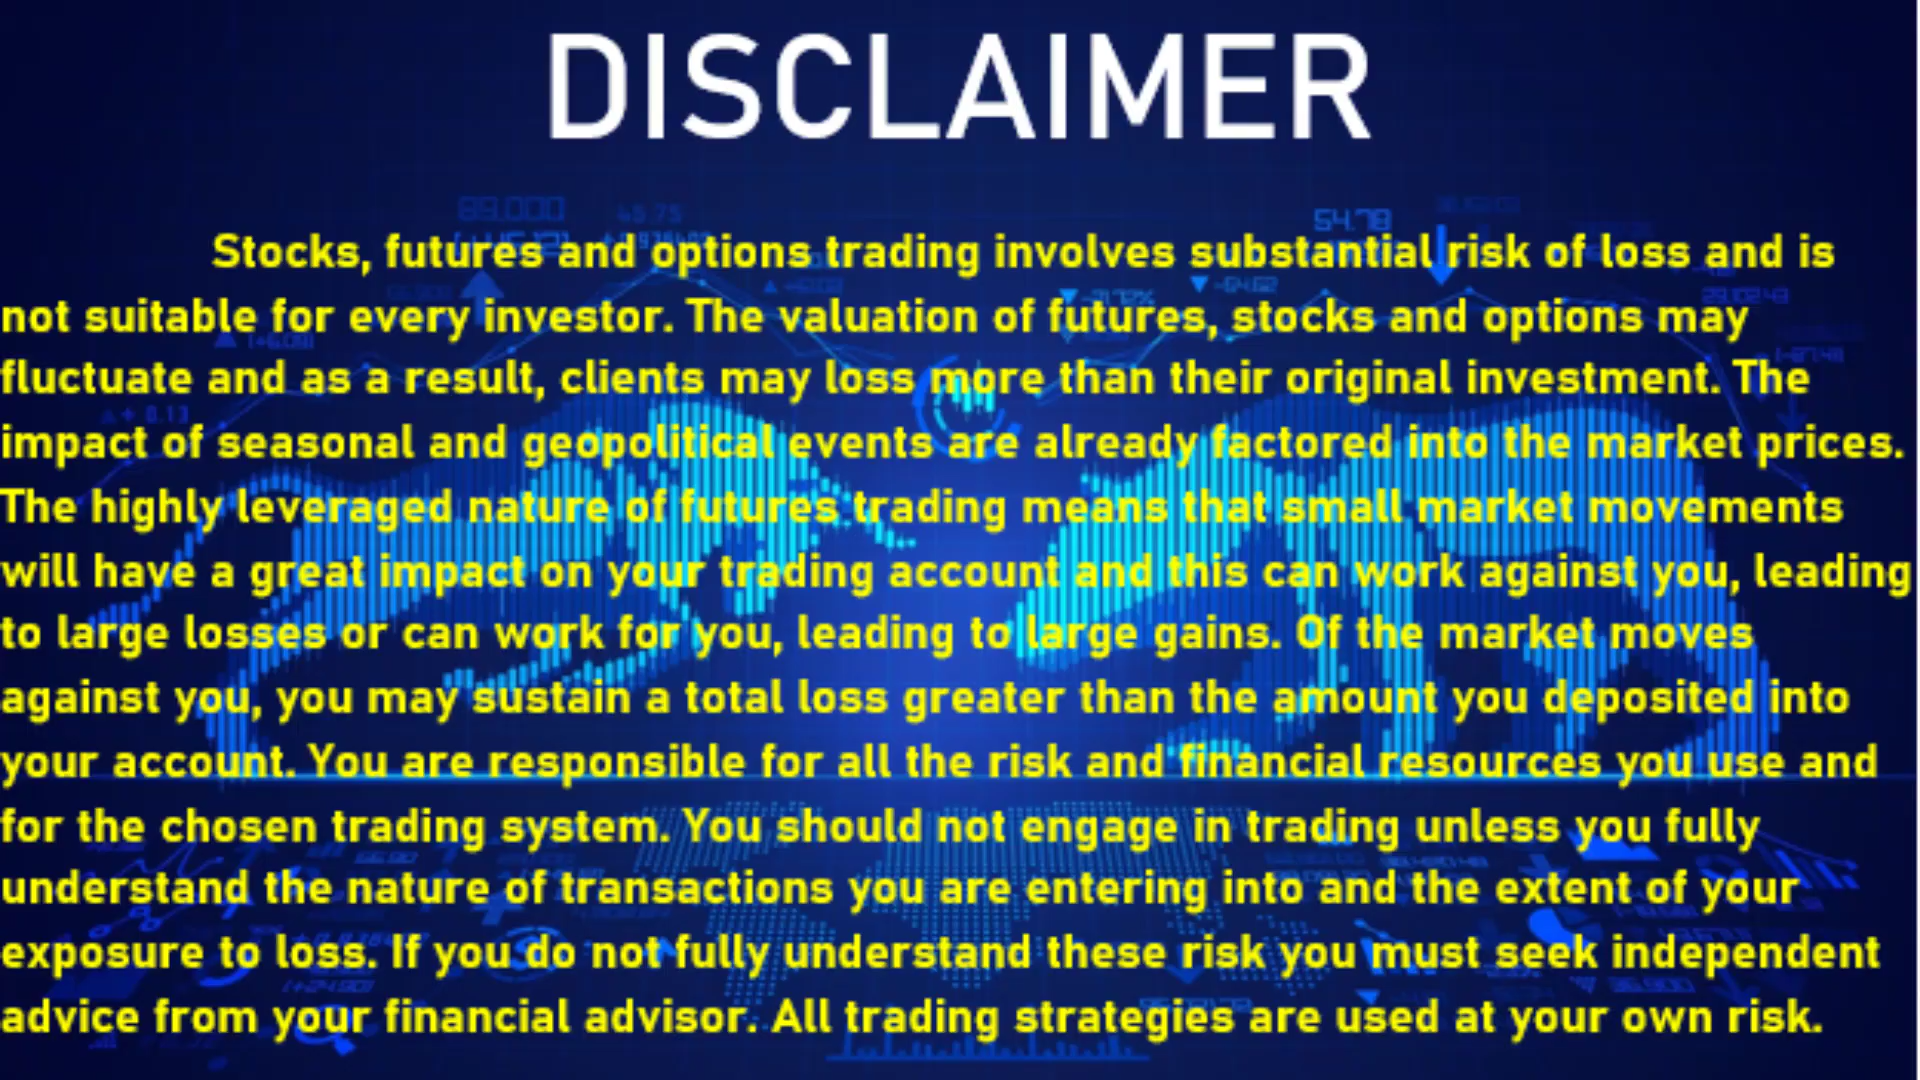 DISCLAIMER
89.000
45.75
54.78
Stocks, futures and options trading involves substantial risk of loss and is
not suitable for every investor. The valuation of futures, stocks and options may
fluctuate and as a result, clients may loss more than their original investment. The
impact of seasonal and geopolitical events are already factored into the market prices.
The highly leveraged nature of futures trading means that small market movements
will have a great impact on your trading account and this can work against you, leading
to large losses or can work for you, leading to large gains. Of the market moves
against you, you may sustain a total loss greater than the amount you deposited into
your account. You are responsible for all the risk and financial resources you use and
for the chosen trading system. You should not engage in trading unless you fully
understand the nature of transactions you are entering into and the extent of your
exposure to loss. If you do not fully understand these risk you must seek independent
advice from your financial advisor. All trading strategies are used at your own risk.